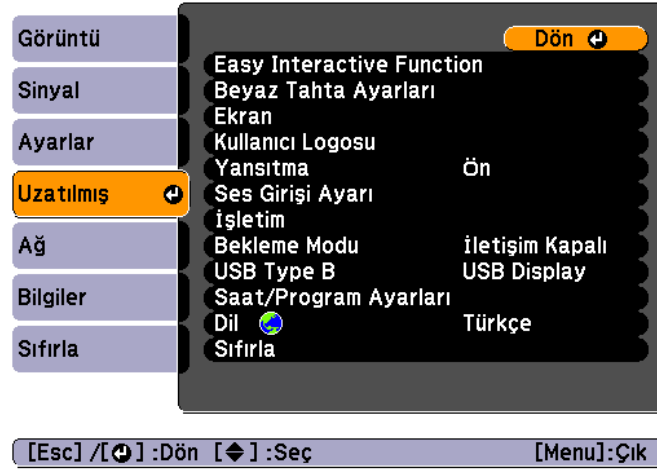 Görüntü
Sinyal
Ayarlar
Uzatılmış
Ağ
Bilgiler
Sıfırla
Dön
Easy Interactive Function
Beyaz Tahta Ayarları
Ekran
Kullanıcı Logosu
Yansıtma Ön
Ses Girişi Ayarı
İşletim
Bekleme Modu İletişim Kapalı
USB Type B USB Display
Saat/Program Ayarları
Dil Türkçe
Sıfırla
[Esc] /[ ] :Dön [ ] :Seç [Menu]:Çık